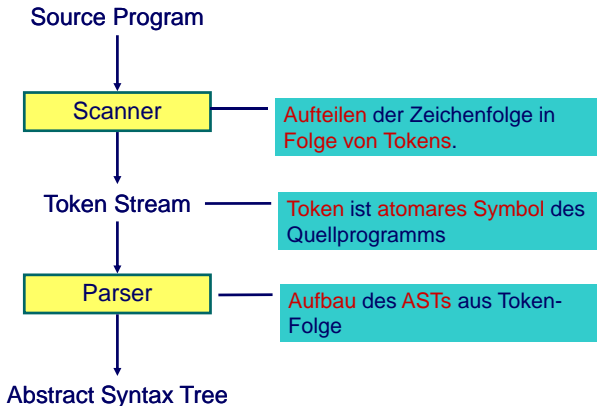 Source Program
Scanner
Aufteilen der Zeichenfolge in
Folge von Tokens.
Token Stream
Token ist atomares Symbol des
Quellprogramms
Parser
Aufbau des ASTs aus Token-
Folge
Abstract Syntax Tree